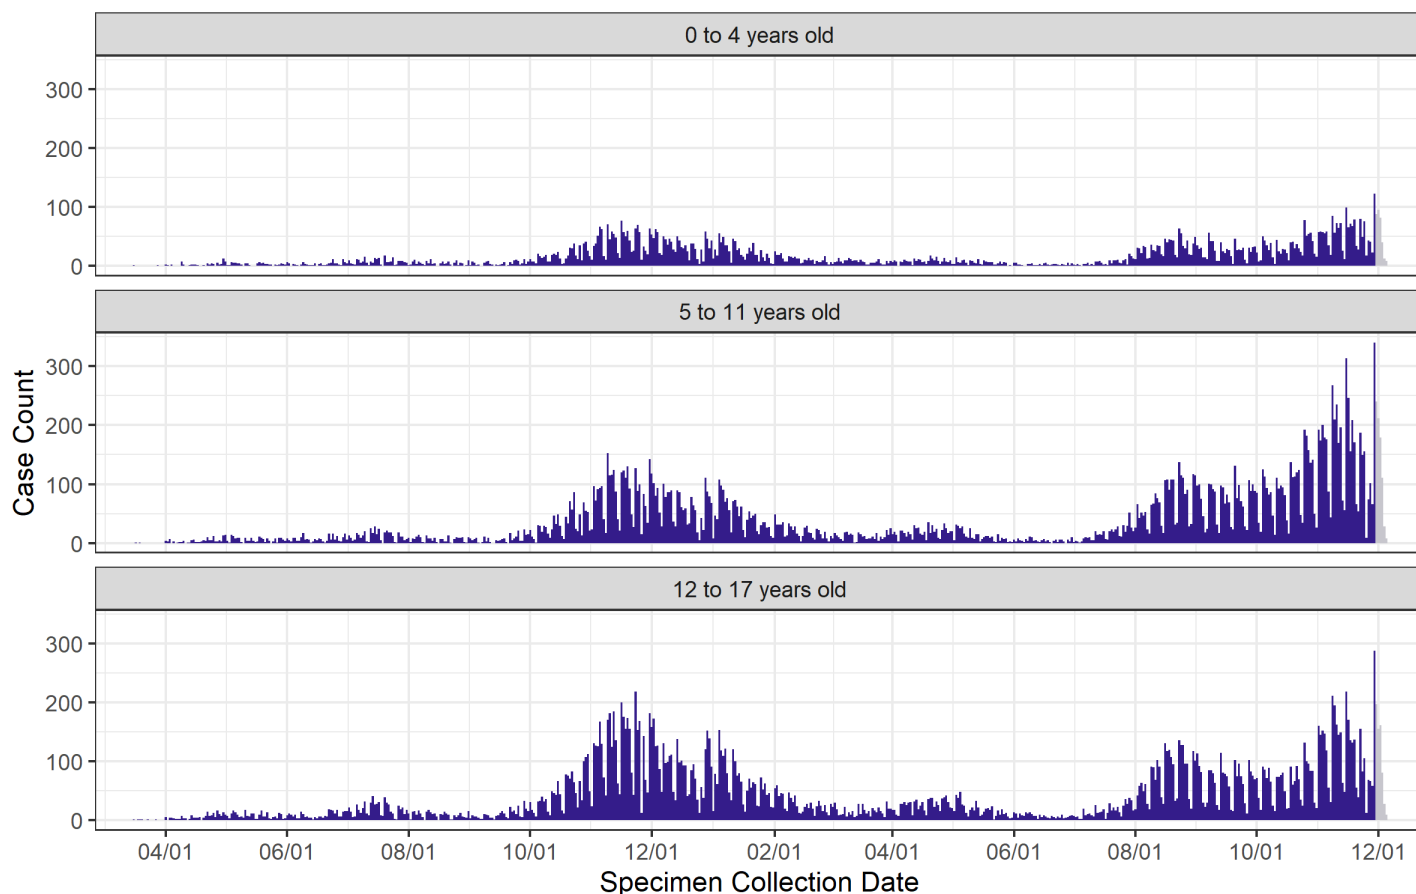 0 to 4 years old
300
200
100
0
5 to 11 years old
300
200
100
0
12 to 17 years old
300
200
100
0
Case Count
04/01 06/01 08/01 10/01 12/01 02/01 04/01 06/01 08/01 10/01 12/01
Specimen Collection Date